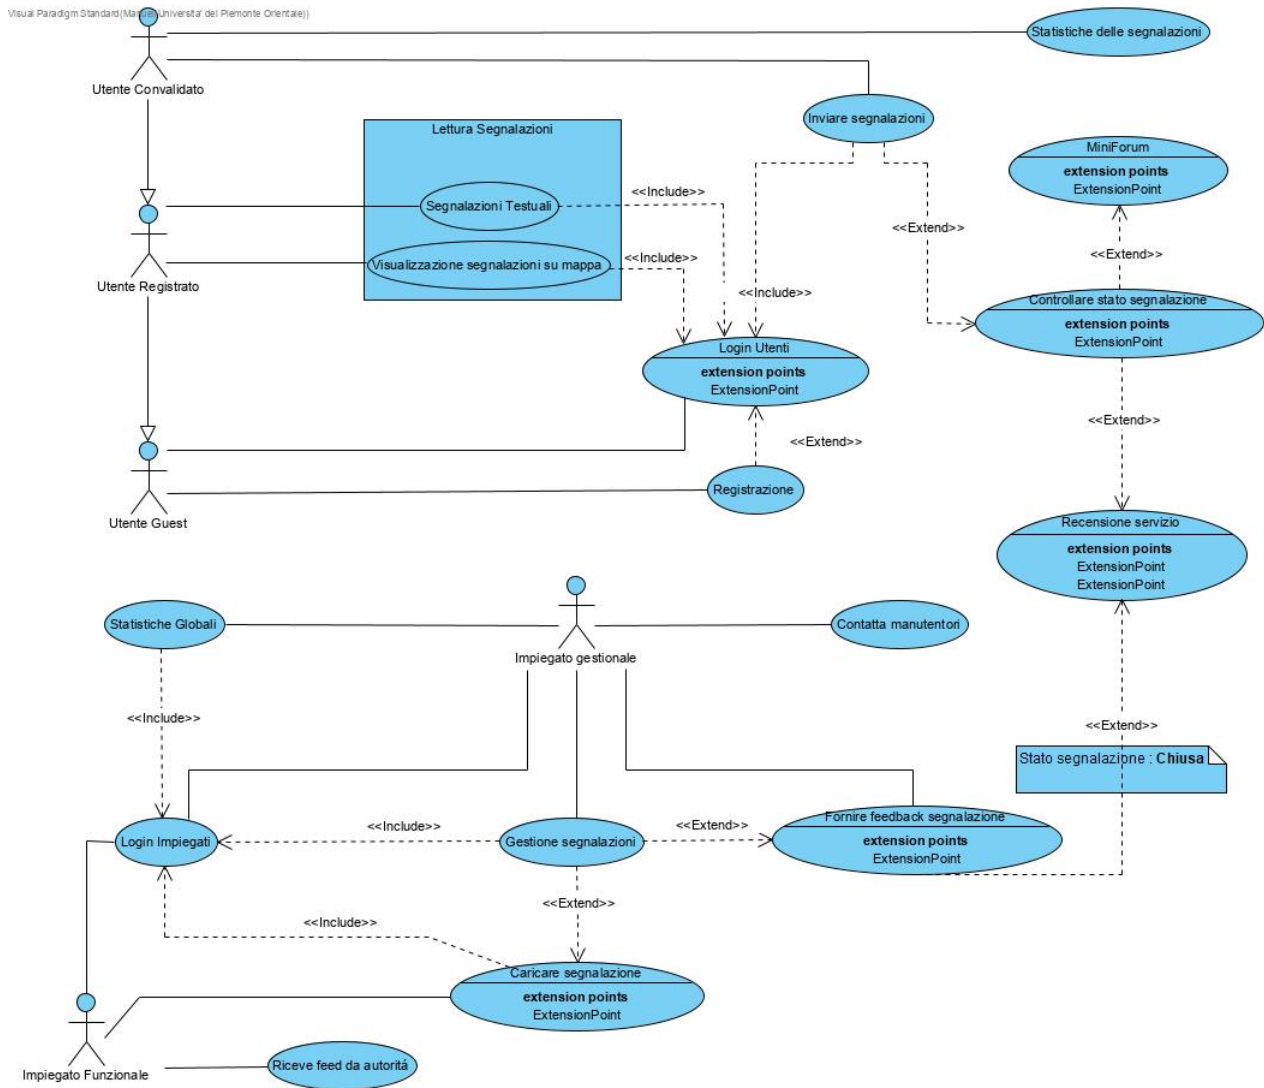 Visual Paradigm Standard(Manuel(Universita' del Piemonte Orientale))
Utente Convalidato
Statistiche delle segnalazioni
Inviare segnalazioni
Lettura Segnalazioni
MiniForum
extension points
ExtensionPoint
Segnalazioni Testuali
<<Include>>
<<Extend>>
<<Extend>>
Visualizzazione segnalazioni su mappa
<<Include>>
Utente Registrato
<<Include>>
Controllare stato segnalazione
extension points
ExtensionPoint
Login Utenti
extension points
ExtensionPoint
<<Extend>>
<<Extend>>
Registrazione
Utente Guest
Recensione servizio
extension points
ExtensionPoint
ExtensionPoint
Statistiche Globali
Contatta manutentori
Impiegato gestionale
<<Include>>
<<Extend>>
Stato segnalazione : Chiusa
Fornire feedback segnalazione
extension points
ExtensionPoint
<<Include>>
<<Extend>>
Login Impiegati
Gestione segnalazioni
<<Extend>>
<<Include>>
Caricare segnalazione
extension points
ExtensionPoint
Impiegato Funzionale
Riceve feed da autoritá